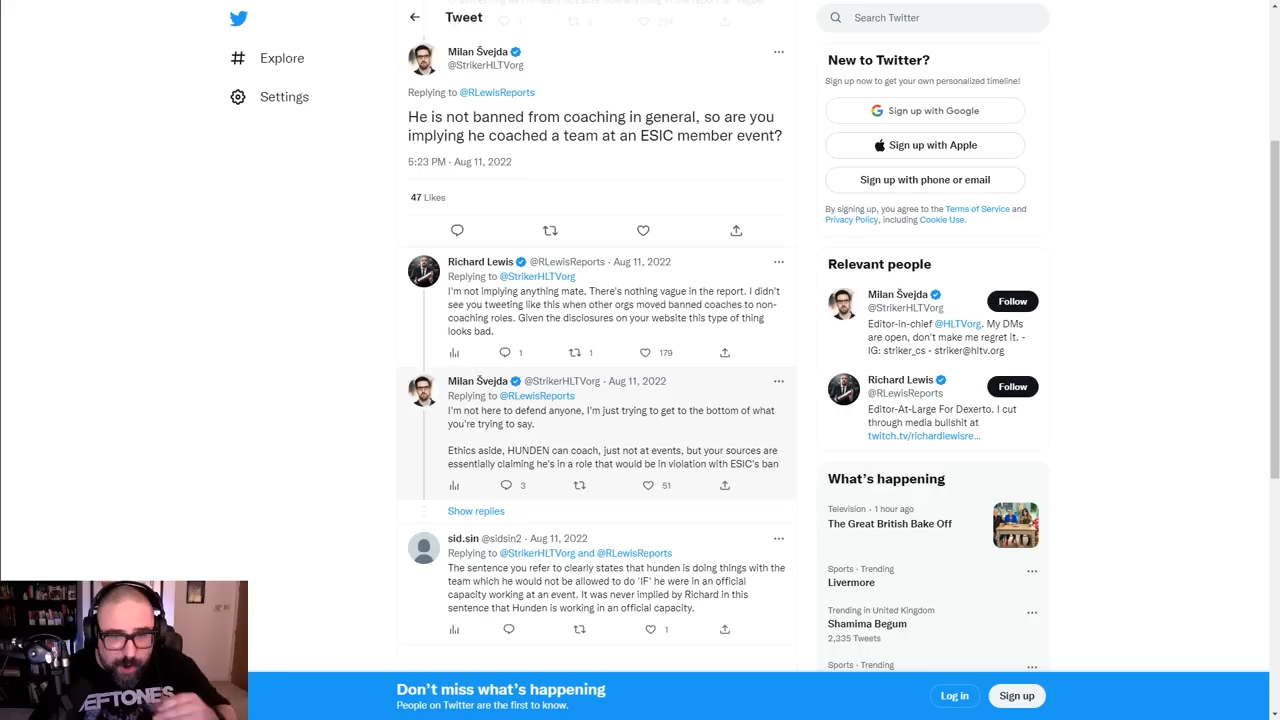 Explore
Settings
Tweet
1
2
294
Milan Švejda
@StrikerHLTVorg
Replying to @RLewisReports
He is not banned from coaching in general, so are you
implying he coached a team at an ESIC member event?
5:23 PM · Aug 11, 2022
47 Likes
Richard Lewis @RLewisReports · Aug 11, 2022
Replying to @StrikerHLTVorg
I'm not implying anything mate. There's nothing vague in the report. I didn't
see you tweeting like this when other orgs moved banned coaches to non-
coaching roles. Given the disclosures on your website this type of thing
looks bad.
1
1
179
Milan Švejda @StrikerHLTVorg · Aug 11, 2022
Replying to @RLewisReports
I'm not here to defend anyone, I'm just trying to get to the bottom of what
you're trying to say.
Ethics aside, HUNDEN can coach, just not at events, but your sources are
essentially claiming he's in a role that would be in violation with ESIC's ban
3
51
Show replies
sid.sin @sidsin2 · Aug 11, 2022
Replying to @StrikerHLTVorg and @RLewisReports
The sentence you refer to clearly states that hunden is doing things with the
team which he would not be allowed to do 'IF' he were in an official
capacity working at an event. It was never implied by Richard in this
sentence that Hunden is working in an official capacity.
1
Search Twitter
New to Twitter?
Sign up now to get your own personalized timeline!
Sign up with Google
Sign up with Apple
Sign up with phone or email
By signing up, you agree to the Terms of Service and
Privacy Policy, including Cookie Use.
Relevant people
Milan Švejda
@StrikerHLTVorg
Follow
Editor-in-chief @HLTVorg. My DMs
are open, don't make me regret it. -
IG: striker_cs - striker@hltv.org
Richard Lewis
@RLewisReports
Follow
Editor-At-Large For Dexerto. I cut
through media bullshit at
twitch.tv/richardlewisre...
What's happening
Television · 1 hour ago
The Great British Bake Off
Sports · Trending
Livermore
Trending in United Kingdom
Shamima Begum
2,335 Tweets
Sports · Trending
DEFTONES
Don't miss what's happening
People on Twitter are the first to know.
Log in
Sign up